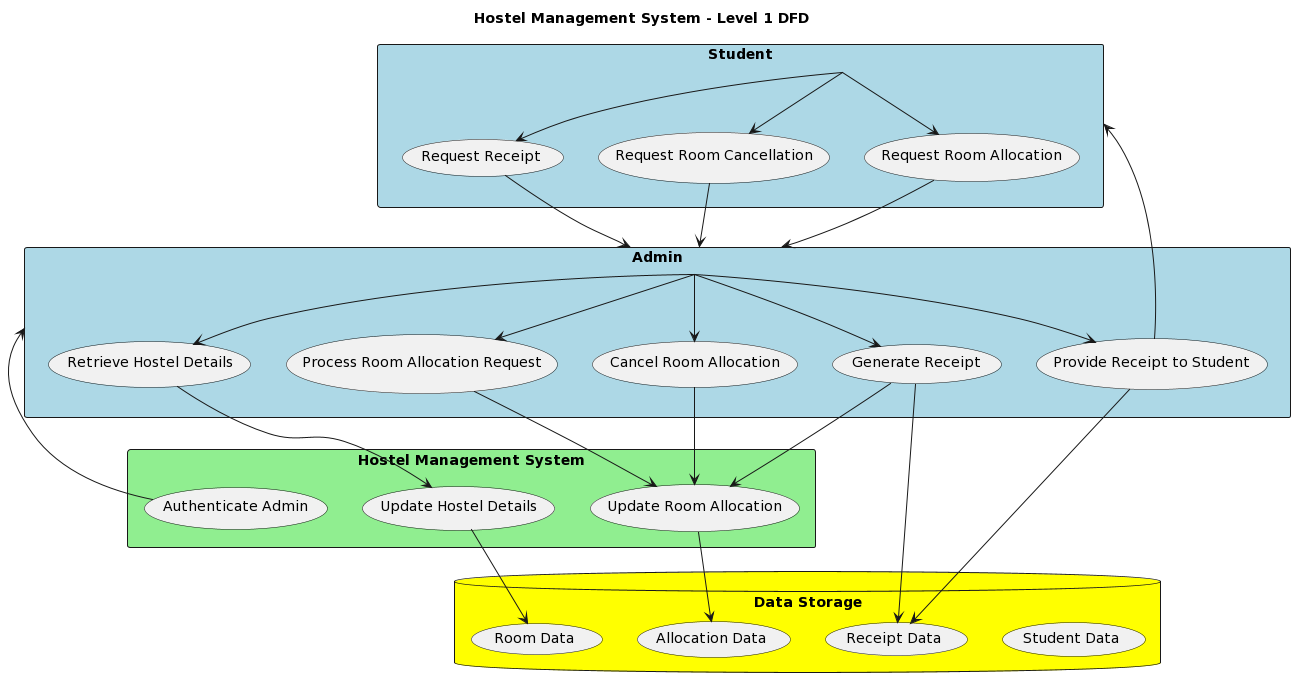 Hostel Management System - Level 1 DFD
Student
Request Receipt
Request Room Cancellation
Request Room Allocation
Admin
Retrieve Hostel Details
Process Room Allocation Request
Cancel Room Allocation
Generate Receipt
Provide Receipt to Student
Hostel Management System
Authenticate Admin
Update Hostel Details
Update Room Allocation
Data Storage
Room Data
Allocation Data
Receipt Data
Student Data